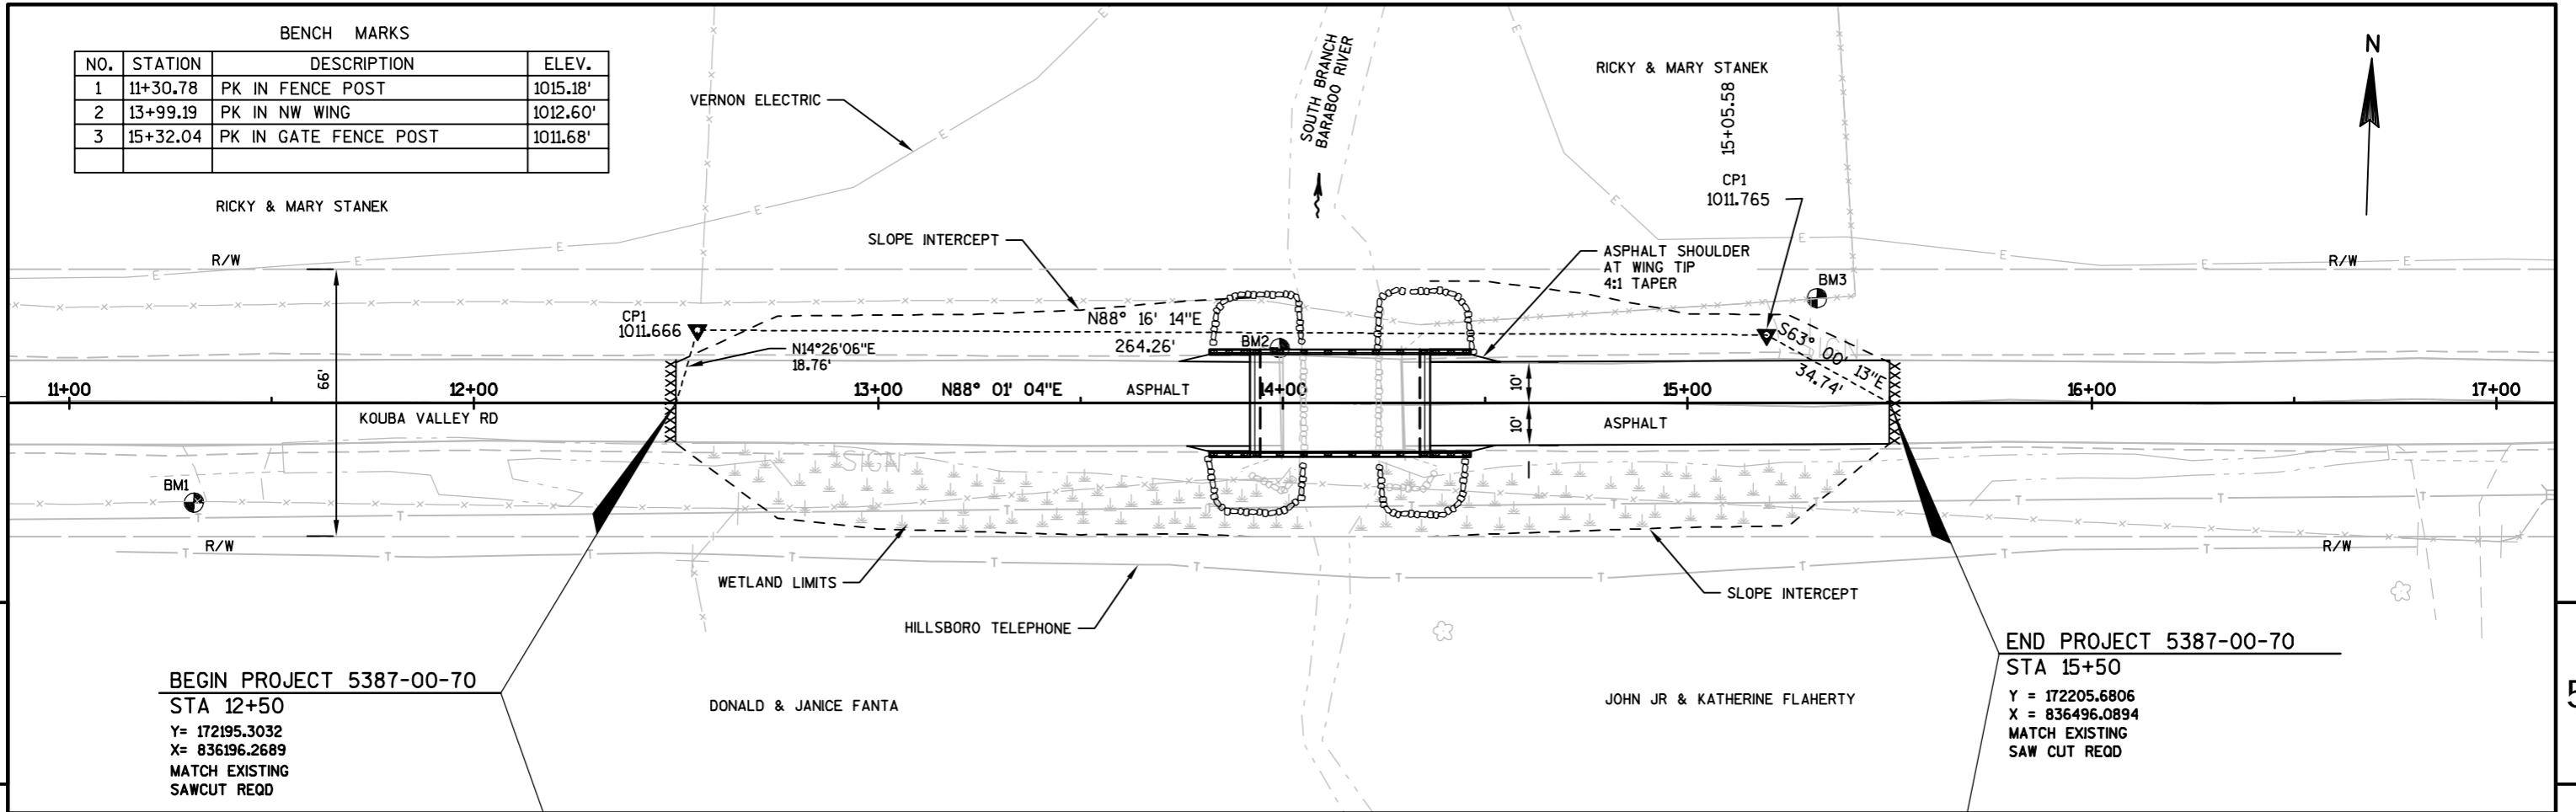 BENCH MARKS
NO. STATION DESCRIPTION ELEV.
1 11+30.78 PK IN FENCE POST 1015.18'
2 13+99.19 PK IN NW WING 1012.60'
3 15+32.04 PK IN GATE FENCE POST 1011.68'
RICKY & MARY STANEK
VERNON ELECTRIC
SOUTH BRANCH
BARABOO RIVER
RICKY & MARY STANEK
15+05.58
N
CP1
1011.765
R/W
SLOPE INTERCEPT
ASPHALT SHOULDER
AT WING TIP
4:1 TAPER
R/W
BM3
CP1
1011.666
N88° 16' 14"E
264.26'
BM2
N14°26'06"E
18.76'
S63° 00' 13"E
34.74'
SIGN
66'
11+00 12+00 13+00 N88° 01' 04"E ASPHALT 14+00 10' 15+00 16+00 17+00
KOUBA VALLEY RD
10'
ASPHALT
SIGN
BM1
R/W
R/W
WETLAND LIMITS
SLOPE INTERCEPT
HILLSBORO TELEPHONE
BEGIN PROJECT 5387-00-70
STA 12+50
Y= 172195.3032
X= 836196.2689
MATCH EXISTING
SAWCUT REQD
DONALD & JANICE FANTA
JOHN JR & KATHERINE FLAHERTY
END PROJECT 5387-00-70
STA 15+50
Y = 172205.6806
X = 836496.0894
MATCH EXISTING
SAW CUT REQD